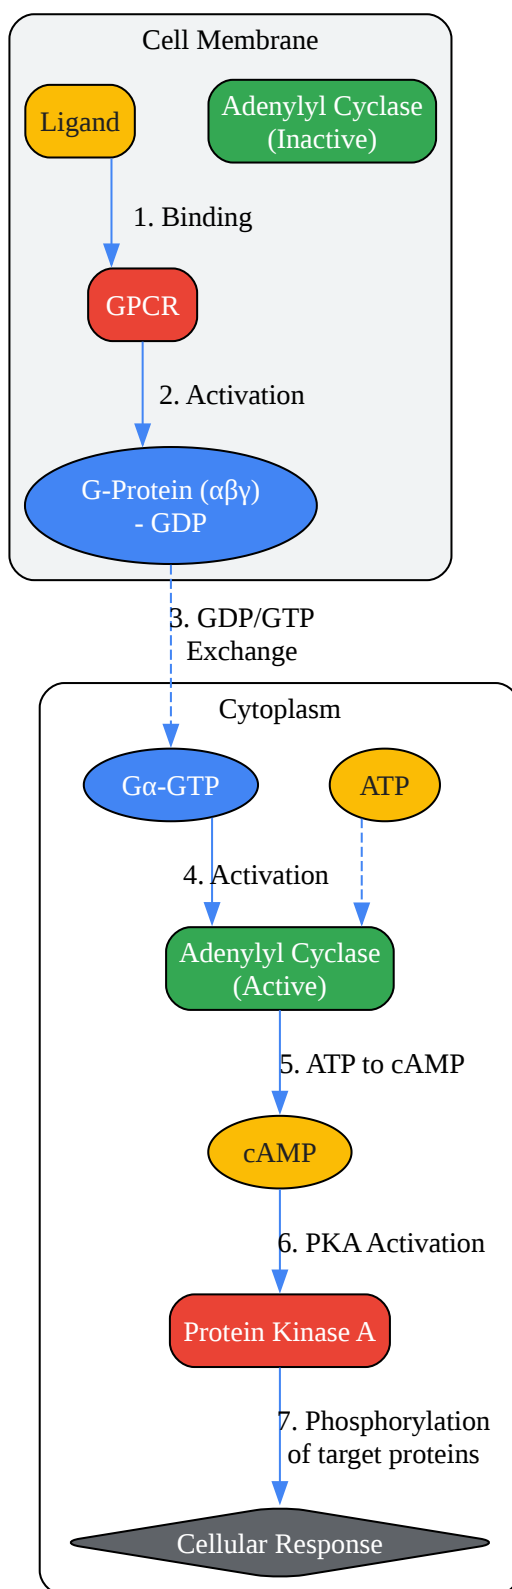 Cell Membrane
Ligand
Adenylyl Cyclase
(Inactive)
1. Binding
GPCR
2. Activation
G-Protein (αβγ)
- GDP
3. GDP/GTP
Exchange
Cytoplasm
Gα-GTP
ATP
4. Activation
Adenylyl Cyclase
(Active)
5. ATP to cAMP
cAMP
6. PKA Activation
Protein Kinase A
7. Phosphorylation
of target proteins
Cellular Response